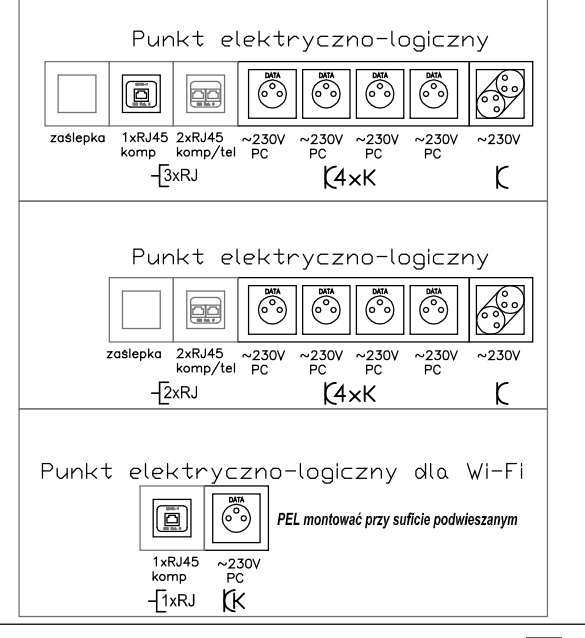 Punkt elektryczno-logiczny
DATA DATA DATA DATA
zaślepka 1xRJ45 2xRJ45 ~230V ~230V ~230V ~230V ~230V
komp komp/tel PC PC PC PC
3xRJ 4xK
Punkt elektryczno-logiczny
DATA DATA DATA DATA
zaślepka 2xRJ45 ~230V ~230V ~230V ~230V ~230V
komp/tel PC PC PC PC
2xRJ 4xK
Punkt elektryczno-logiczny dla Wi-Fi
DATA
PEL montować przy suficie podwieszanym
1xRJ45 ~230V
komp PC
1xRJ K